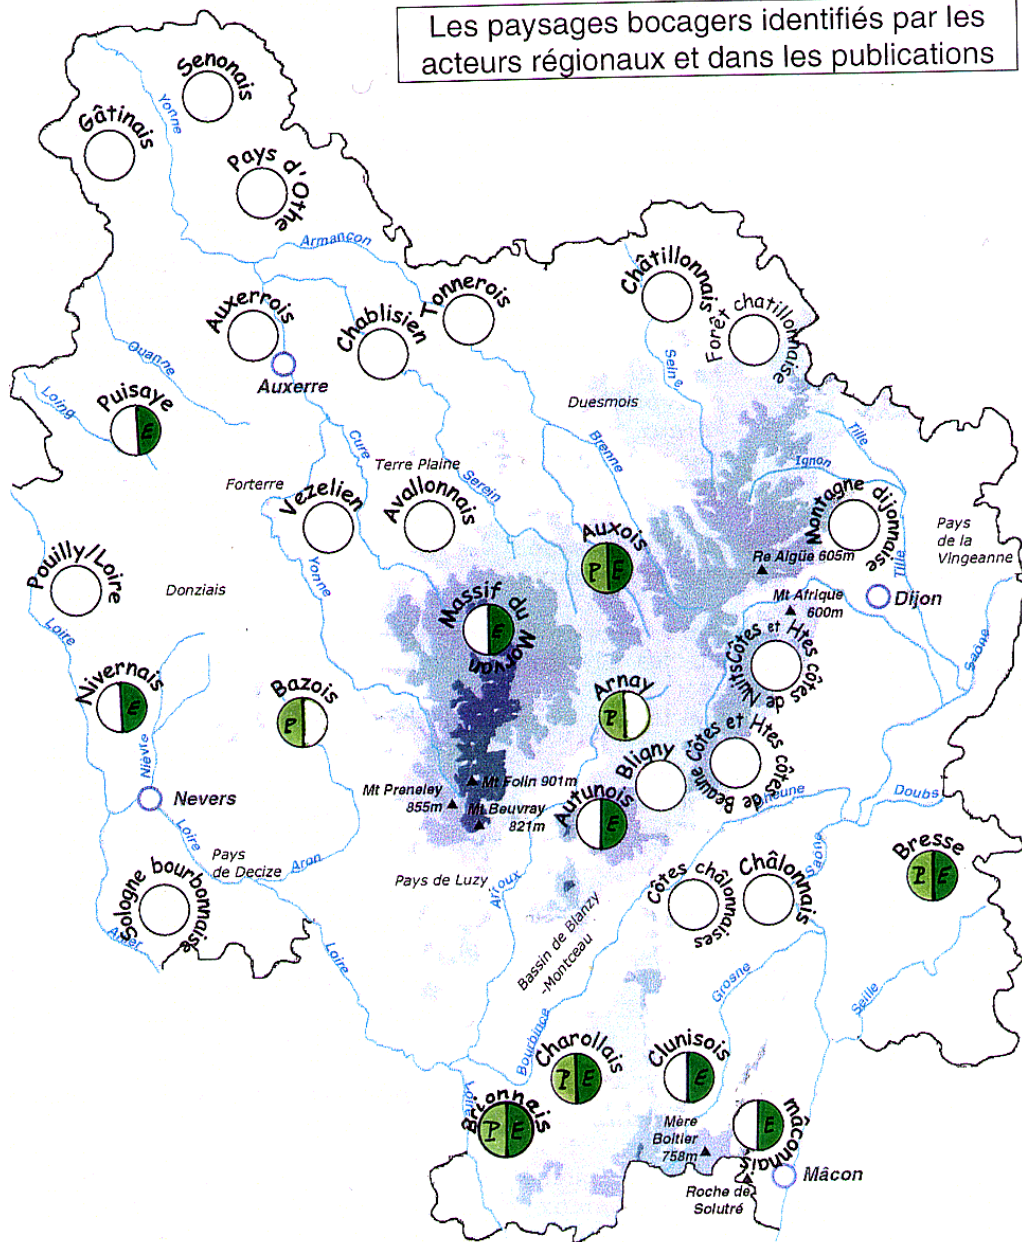 Les paysages bocagers identifiés par les
acteurs régionaux et dans les publications
Senonais
Yonne
Gâtinais
Pays d'Othe
Armançon
Châtillonnais
Forêt chatillonnaise
Tonnerois
Auxerrois
Chablisien
Ouanne
Loing
Puisaye
E
Auxerre
Seine
Duesmois
Tille
Brenne
Cure
Terre Plaine
Serein
Ignon
Forterre
Vezelien
Avallonnais
Montagne dijonnaise
Pays
de la
Vingeanne
Auxois
P E
Re Algüe 605m
Tille
Yonne
Pouilly/Loire
Donziais
Massif du Morvan
E
Mt Afrique
600m
Dijon
Loire
Saône
Côtes et Htes côtes de Nuits
Nivernais
E
Bazois
P
Arnay
P
Nièvre
Bligny
Côtes et Htes côtes de Beaune
Mt Preneley
855m
Mt Folin 901m
Mt Beuvray
821m
Autunois
E
Doubs
Nevers
Loire
Pays
de Decize
Aron
Pays de Luzy
Arroux
Saône
Bresse
P E
Sologne bourbonnaise
Côtes châlonnaises
Châlonnais
Allier
Loire
Bassin de Blanzy
-Montceau
Grosne
Seille
Bourbince
Charollais
P E
Clunisois
E
Brionnais
P E
Mère
Boitier
758m
mâconnais
E
Mâcon
Roche de
Solutré